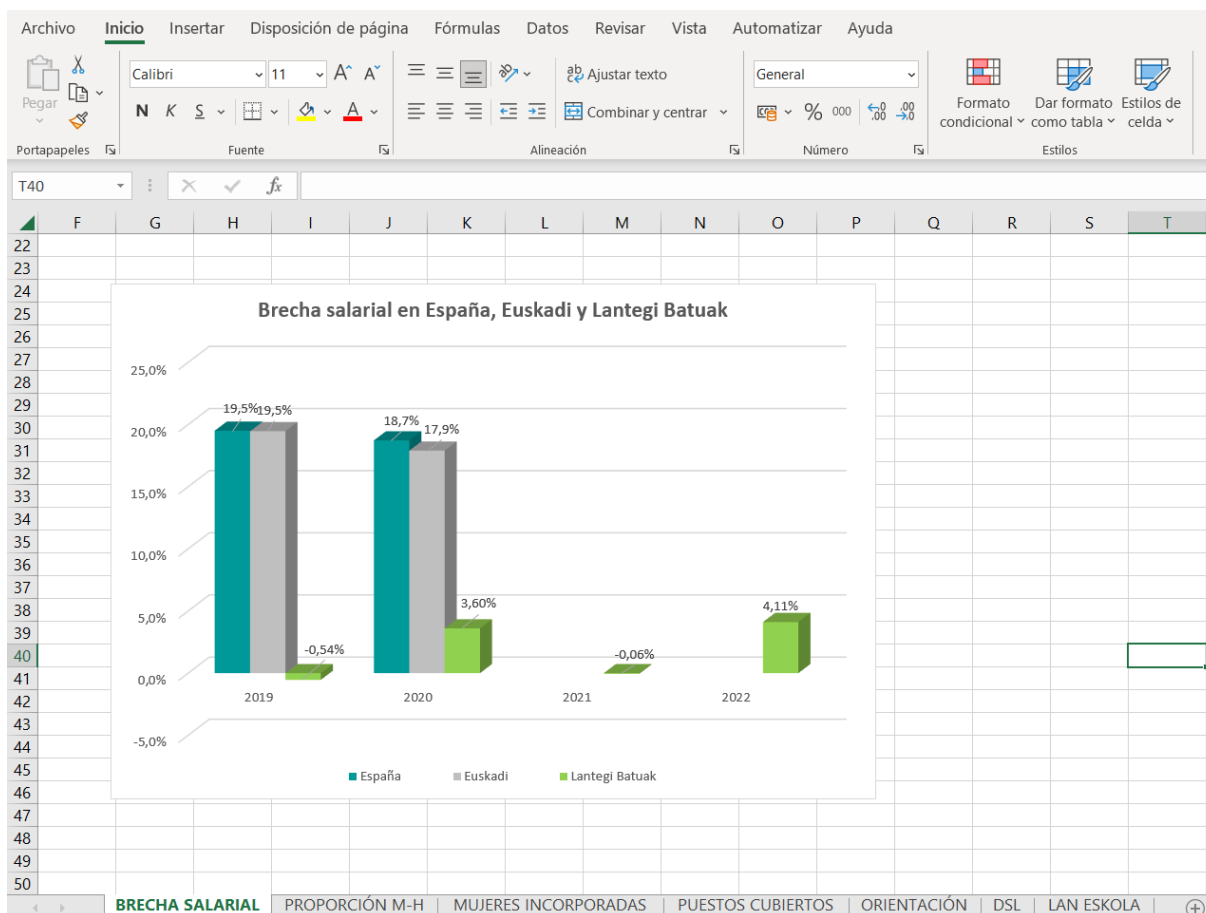 Archivo Inicio Insertar Disposición de página Fórmulas Datos Revisar Vista Automatizar Ayuda
Pegar
Calibri 11 A^ A˅
Ajustar texto
General
N K S A
Combinar y centrar
% 000
Formato condicional
Dar formato como tabla
Estilos de celda
Portapapeles Fuente Alineación Número Estilos
T40 fx
F G H I J K L M N O P Q R S T
22
23
24
25
26
27
28
29
30
31
32
33
34
35
36
37
38
39
40
41
42
43
44
45
46
47
48
49
50
Brecha salarial en España, Euskadi y Lantegi Batuak
25,0%
20,0%
15,0%
10,0%
5,0%
0,0%
-5,0%
19,5% 19,5% -0,54%
18,7% 17,9% 3,60%
-0,06%
4,11%
2019 2020 2021 2022
España Euskadi Lantegi Batuak
BRECHA SALARIAL PROPORCIÓN M-H MUJERES INCORPORADAS PUESTOS CUBIERTOS ORIENTACIÓN DSL LAN ESKOLA